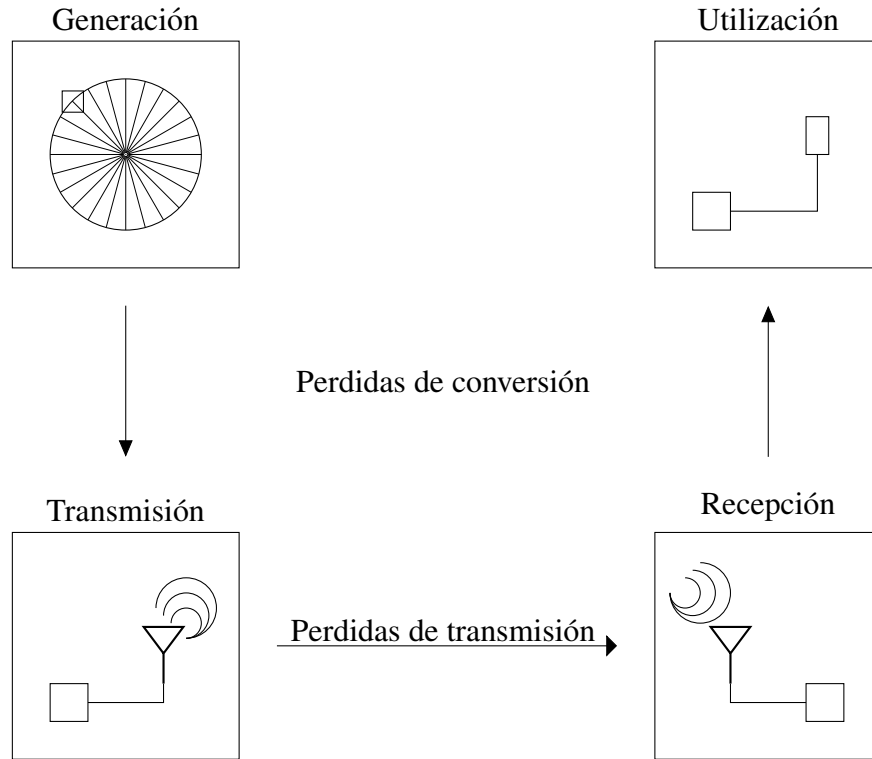 Generación
Utilización
Perdidas de conversión
Transmisión
Recepción
Perdidas de transmisión